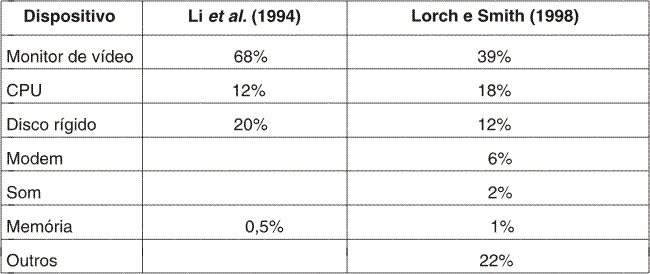 Dispositivo Li et al. (1994) Lorch e Smith (1998)
Monitor de vídeo 68% 39%
CPU 12% 18%
Disco rígido 20% 12%
Modem 6%
Som 2%
Memória 0,5% 1%
Outros 22%